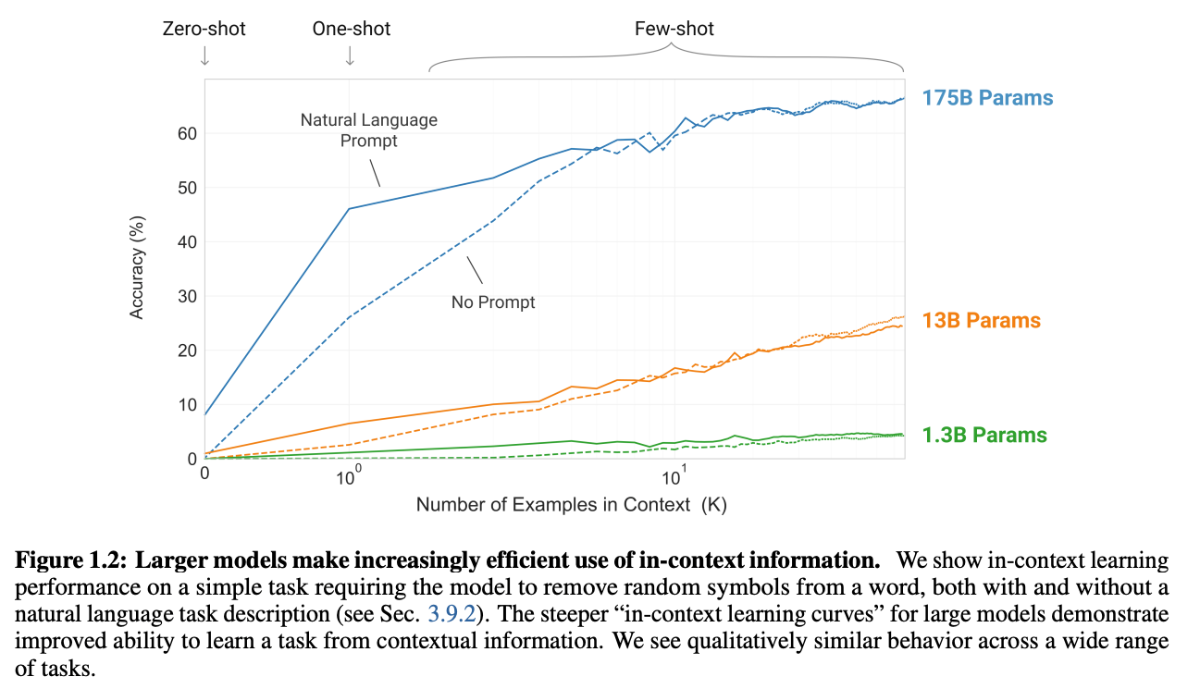 Zero-shot One-shot Few-shot
175B Params
Natural Language
Prompt
No Prompt
13B Params
1.3B Params
Accuracy (%)
60
50
40
30
20
10
0
0 10⁰ 10¹
Number of Examples in Context (K)
Figure 1.2: Larger models make increasingly efficient use of in-context information. We show in-context learning
performance on a simple task requiring the model to remove random symbols from a word, both with and without a
natural language task description (see Sec. 3.9.2). The steeper “in-context learning curves” for large models demonstrate
improved ability to learn a task from contextual information. We see qualitatively similar behavior across a wide range
of tasks.